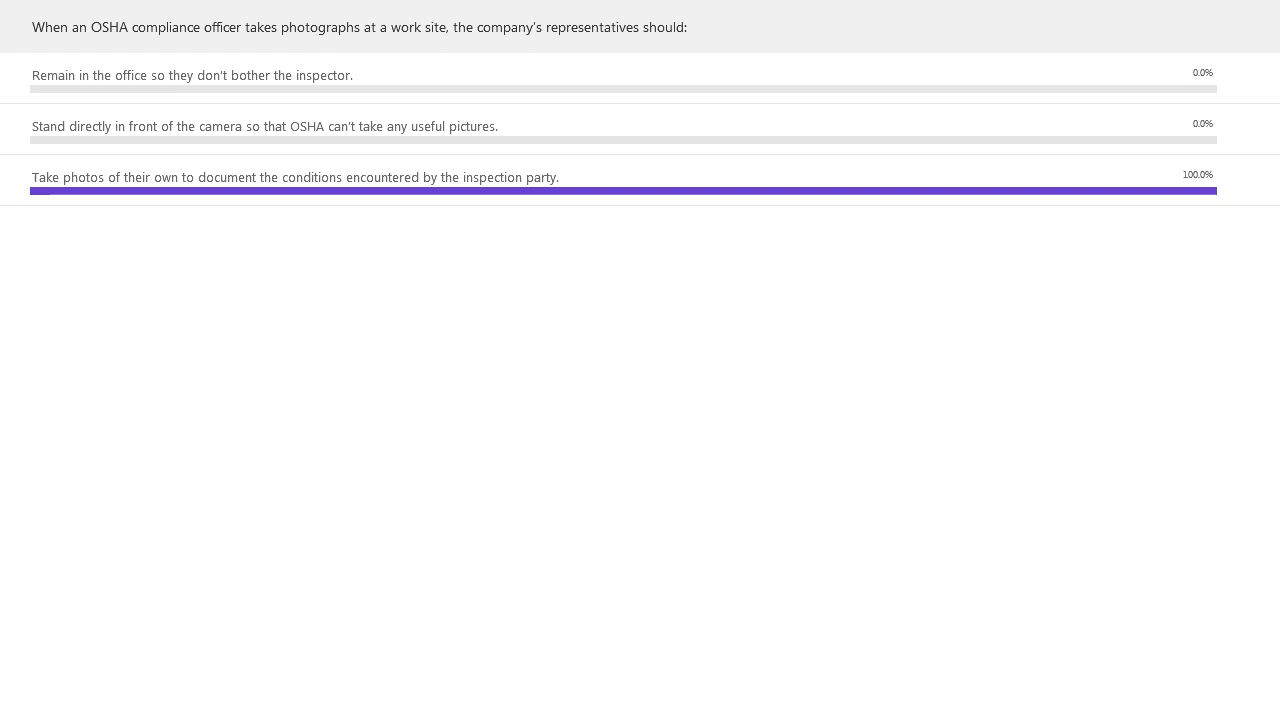 When an OSHA compliance officer takes photographs at a work site, the company's representatives should:
Remain in the office so they don't bother the inspector.
0.0%
Stand directly in front of the camera so that OSHA can't take any useful pictures.
0.0%
Take photos of their own to document the conditions encountered by the inspection party.
100.0%